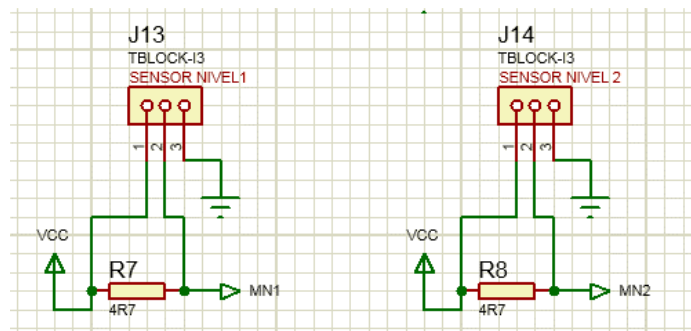 J13
TBLOCK-I3
SENSOR NIVEL1
1
2
3
VCC
R7
4R7
MN1
J14
TBLOCK-I3
SENSOR NIVEL 2
1
2
3
VCC
R8
4R7
MN2